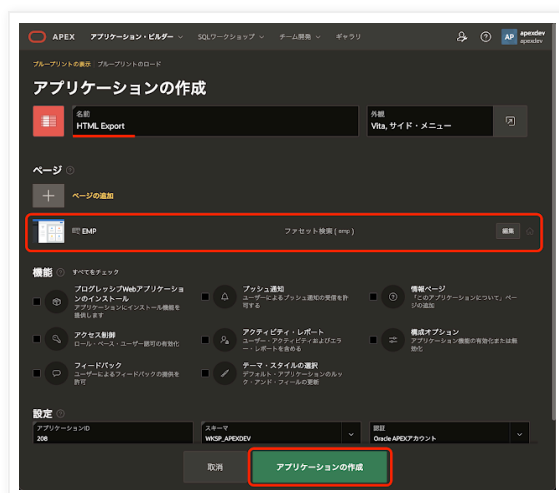 APEX アプリケーション・ビルダー SQLワークショップ チーム開発 ギャラリ AP apexdev
apexdev
ブループリントの表示 ブループリントのロード
アプリケーションの作成
名前
HTML Export
外観
Vita, サイド・メニュー
ページ
ページの追加
EMP ファセット検索 ( emp ) 編集
機能 すべてをチェック
プログレッシブWebアプリケーションのインストール
アプリケーションにインストール機能を提供します
プッシュ通知
ユーザーによるプッシュ通知の受信を許可する
情報ページ
「このアプリケーションについて」ページの追加
アクセス制御
ロール・ベース・ユーザー認可の有効化
アクティビティ・レポート
ユーザー・アクティビティおよびエラー・レポートを含める
構成オプション
アプリケーション機能の有効化または無効化
フィードバック
ユーザーによるフィードバックの提供を許可
テーマ・スタイルの選択
デフォルト・アプリケーションのルック・アンド・フィールの更新
設定
アプリケーションID
208
スキーマ
WKSP_APEXDEV
認証
Oracle APEXアカウント
取消 アプリケーションの作成